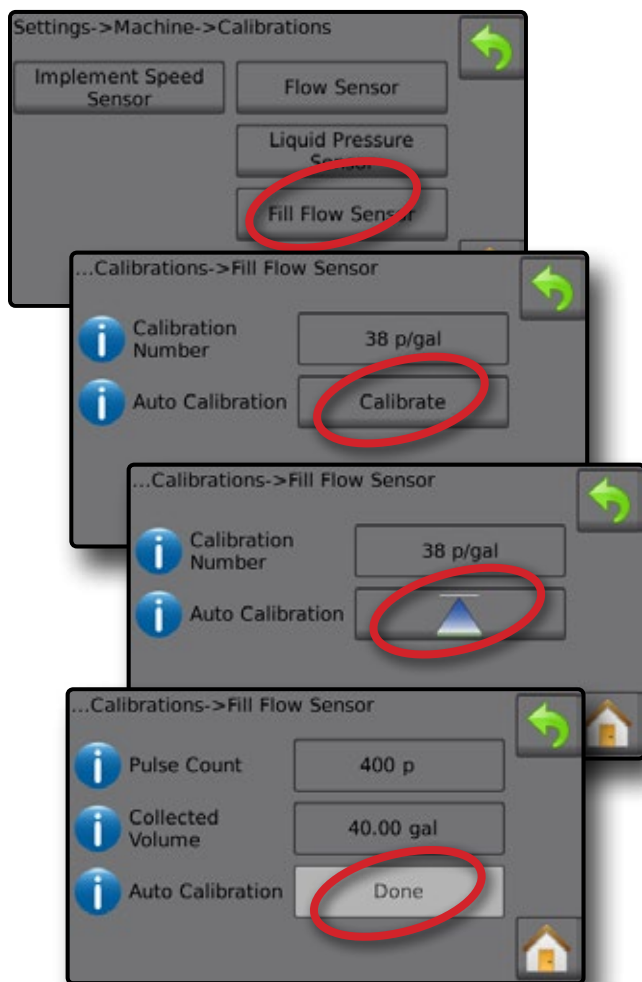 Settings->Machine->Calibrations
Implement Speed
Sensor
Flow Sensor
Liquid Pressure
Sensor
Fill Flow Sensor
...Calibrations->Fill Flow Sensor
Calibration
Number
38 p/gal
Auto Calibration
Calibrate
...Calibrations->Fill Flow Sensor
Calibration
Number
38 p/gal
Auto Calibration
...Calibrations->Fill Flow Sensor
Pulse Count
400 p
Collected
Volume
40.00 gal
Auto Calibration
Done